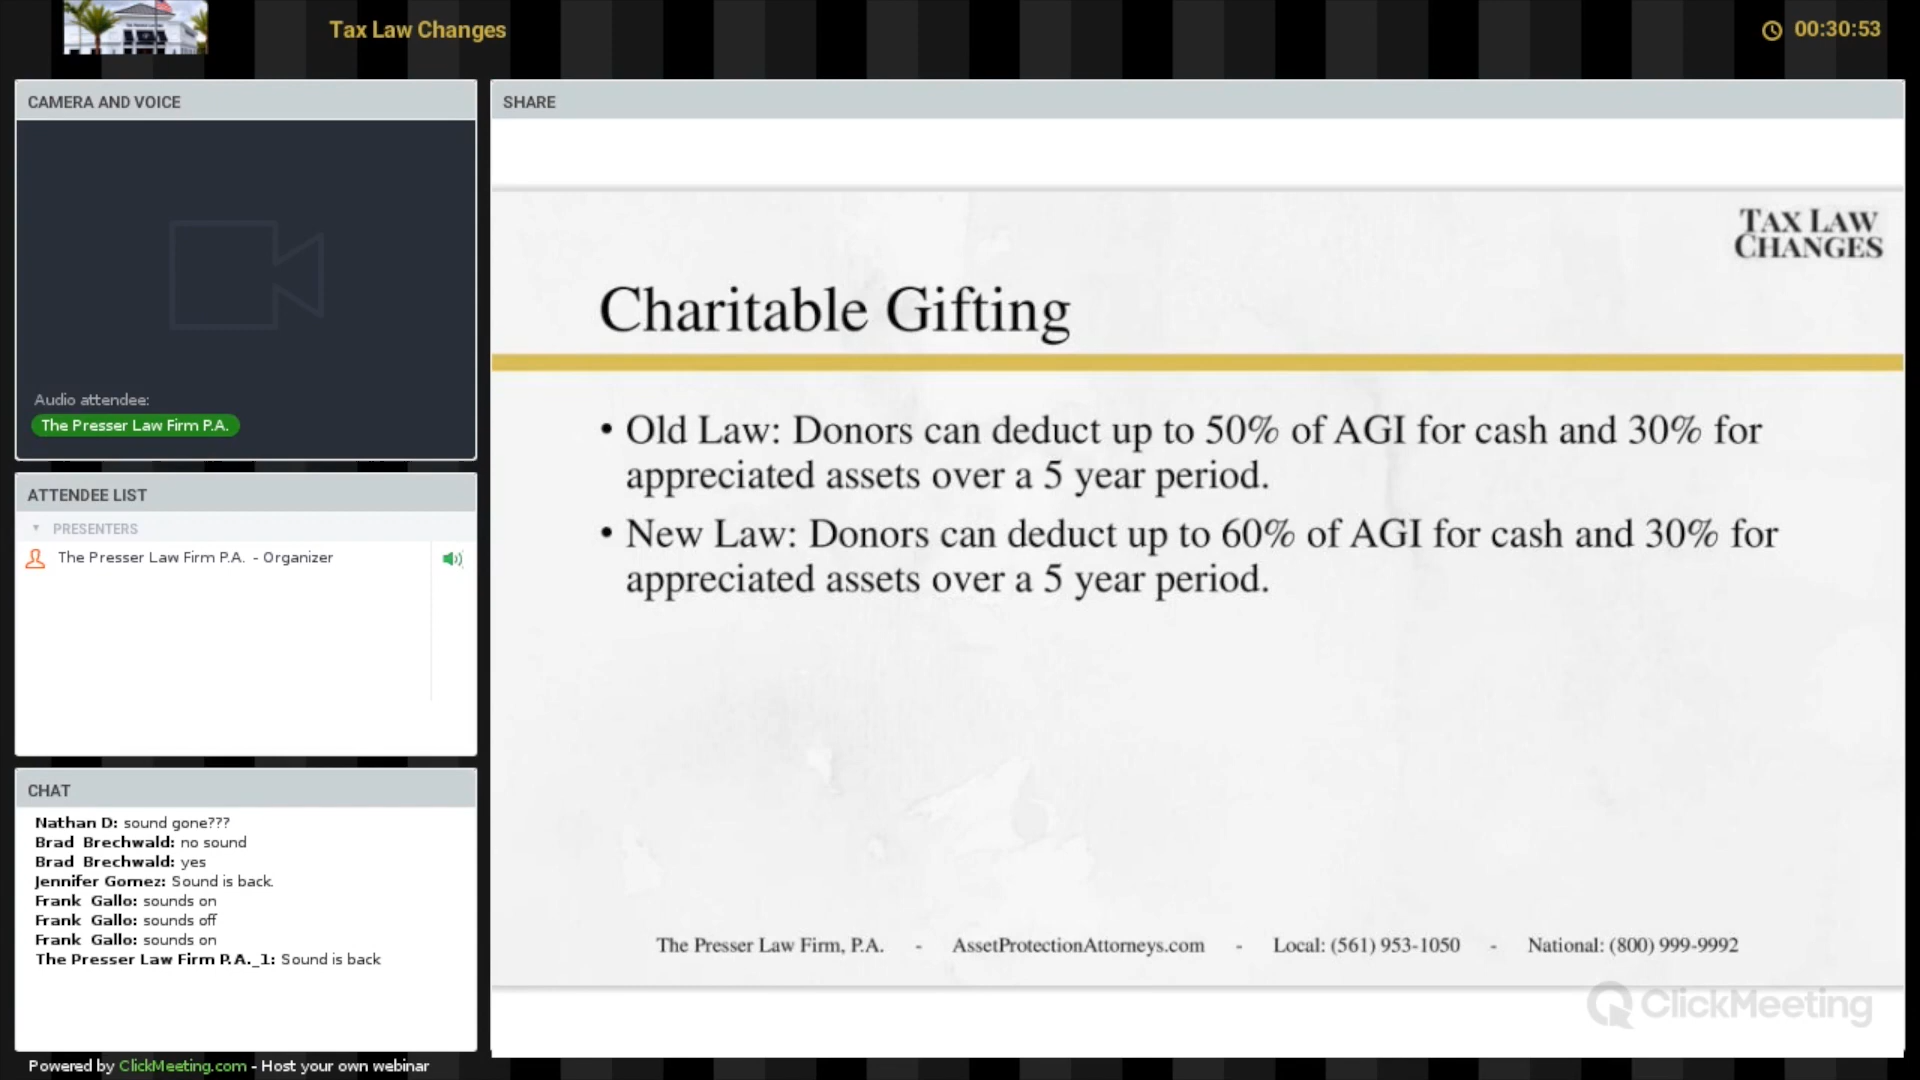 Tax Law Changes
00:30:53
CAMERA AND VOICE
Audio attendee:
The Presser Law Firm P.A.
ATTENDEE LIST
PRESENTERS
The Presser Law Firm P.A. - Organizer
CHAT
Nathan D: sound gone???
Brad Brechwald: no sound
Brad Brechwald: yes
Jennifer Gomez: Sound is back.
Frank Gallo: sounds on
Frank Gallo: sounds off
Frank Gallo: sounds on
The Presser Law Firm P.A._1: Sound is back
SHARE
TAX LAW
CHANGES
Charitable Gifting
• Old Law: Donors can deduct up to 50% of AGI for cash and 30% for
appreciated assets over a 5 year period.
• New Law: Donors can deduct up to 60% of AGI for cash and 30% for
appreciated assets over a 5 year period.
The Presser Law Firm, P.A. - AssetProtectionAttorneys.com - Local: (561) 953-1050 - National: (800) 999-9992
ClickMeeting
Powered by ClickMeeting.com - Host your own webinar